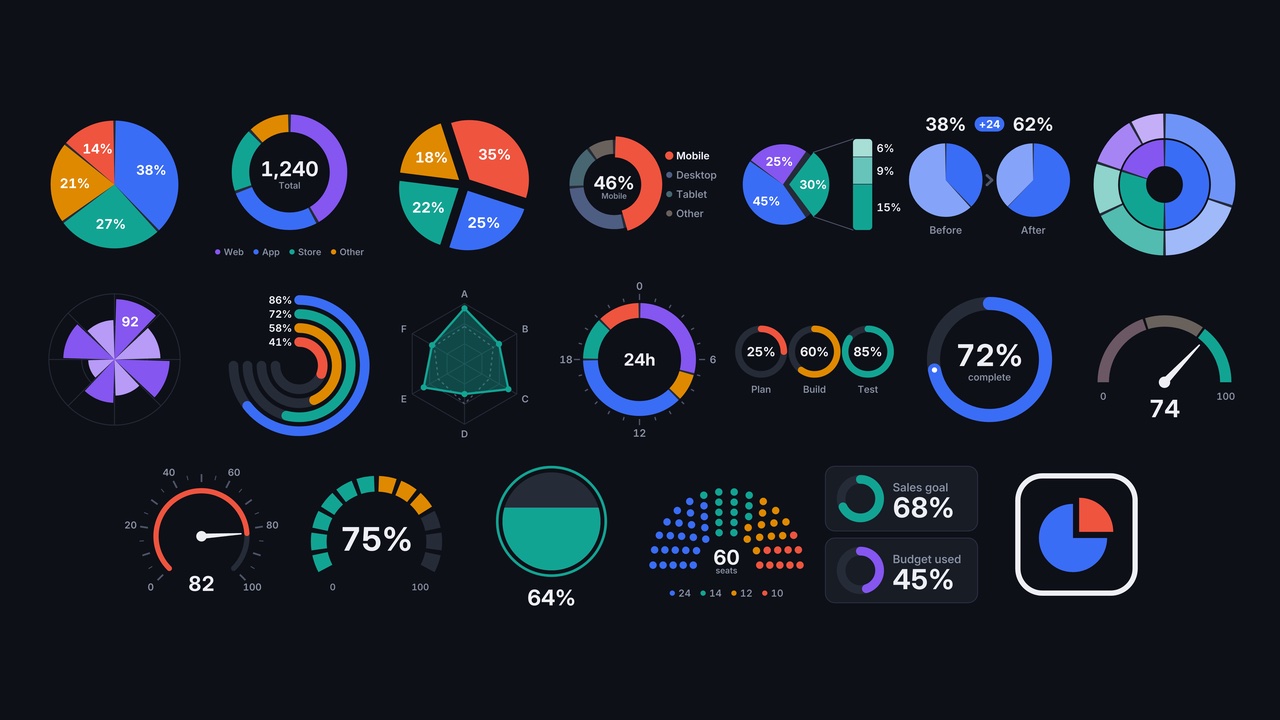 38%
27%
21%
14%
1,240
Total
Web
App
Store
Other
35%
25%
22%
18%
46%
Mobile
Mobile
Desktop
Tablet
Other
25%
30%
45%
6%
9%
15%
38%
+24
62%
Before
After
92
86%
72%
58%
41%
A
B
C
D
E
F
0
6
12
18
24h
25%
60%
85%
Plan
Build
Test
72%
complete
0
100
74
0
20
40
60
80
100
82
75%
0
100
64%
60
seats
24
14
12
10
Sales goal
68%
Budget used
45%